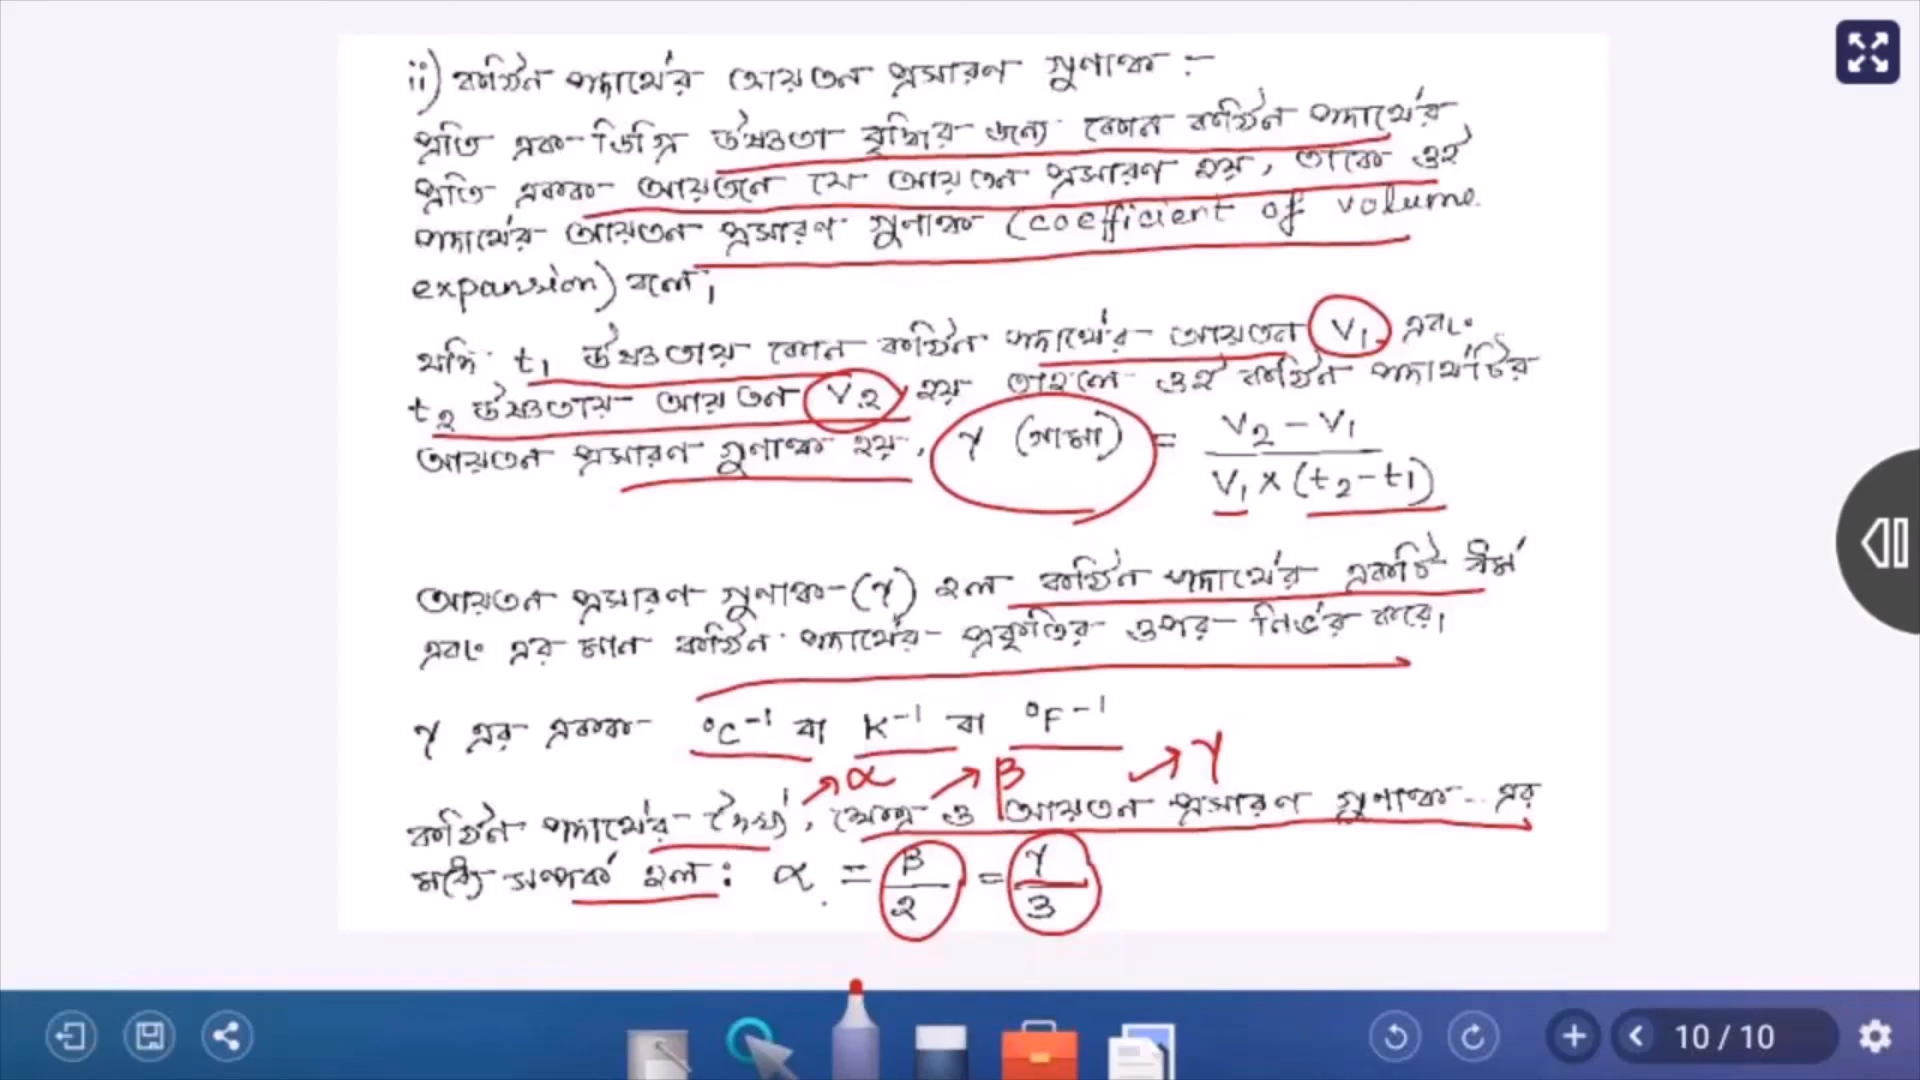 ii) কঠিন পদার্থের আয়তন প্রসারণ গুণাঙ্ক :-
প্রতি এক ডিগ্রি উষ্ণতা বৃদ্ধির জন্যে কোন কঠিন পদার্থের
প্রতি একক আয়তনে যে আয়তন প্রসারণ হয়, তাকে ওই
পদার্থের আয়তন প্রসারণ গুণাঙ্ক (coefficient of volume
expansion) বলে।
যদি t₁ উষ্ণতায় কোন কঠিন পদার্থের আয়তন V₁ এবং
t₂ উষ্ণতায় আয়তন V₂ হয় তাহলে ওই কঠিন পদার্থটির
আয়তন প্রসারণ গুণাঙ্ক হয়, γ (গামা) = (V₂ - V₁) / (V₁ × (t₂ - t₁))
আয়তন প্রসারণ গুণাঙ্ক (γ) হল কঠিন পদার্থের একটি ধর্ম
এবং এর মান কঠিন পদার্থের প্রকৃতির ওপর নির্ভর করে।
γ এর একক °C⁻¹ বা K⁻¹ বা °F⁻¹
→ α → β → γ
কঠিন পদার্থের দৈর্ঘ্য, ক্ষেত্র ও আয়তন প্রসারণ গুণাঙ্ক এর
মধ্যে সম্পর্ক হল : α = β/2 = γ/3
10 / 10